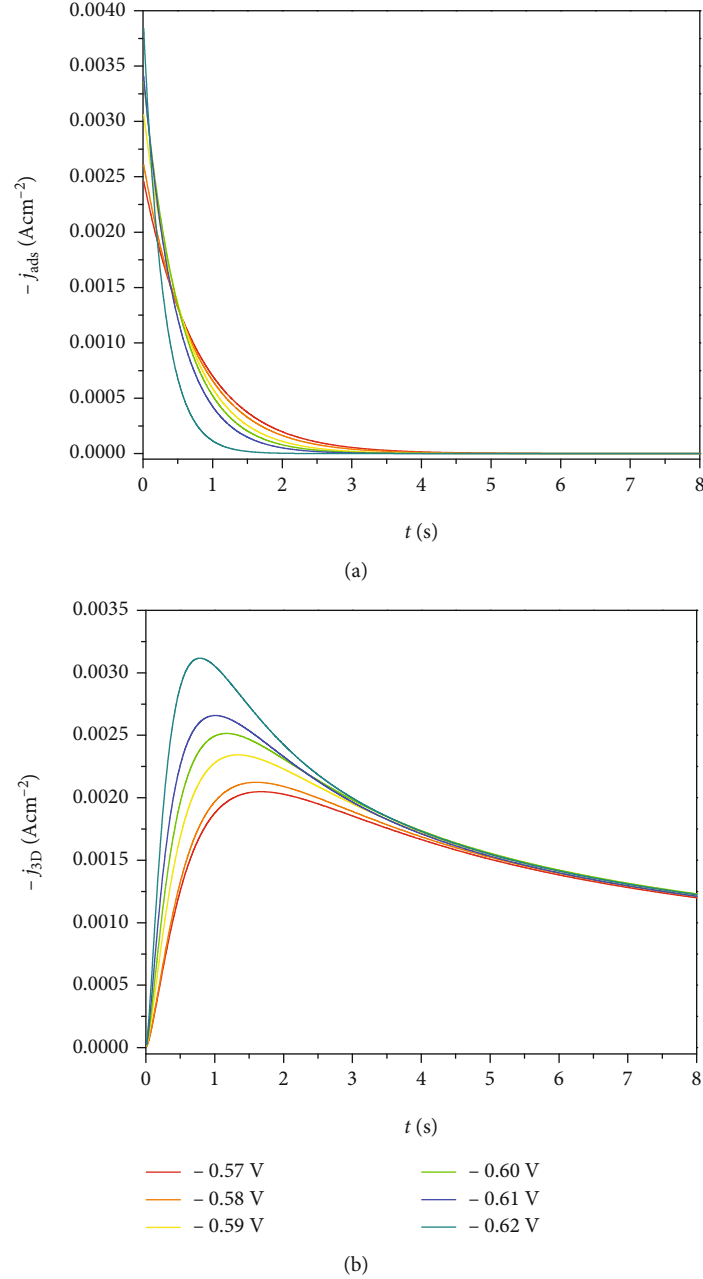 0.0040
0.0035
0.0030
0.0025
0.0020
0.0015
0.0010
0.0005
0.0000
– j_ads (Acm⁻²)
0 1 2 3 4 5 6 7 8
t (s)
(a)
0.0035
0.0030
0.0025
0.0020
0.0015
0.0010
0.0005
0.0000
– j_3D (Acm⁻²)
0 1 2 3 4 5 6 7 8
t (s)
– 0.57 V – 0.60 V
– 0.58 V – 0.61 V
– 0.59 V – 0.62 V
(b)